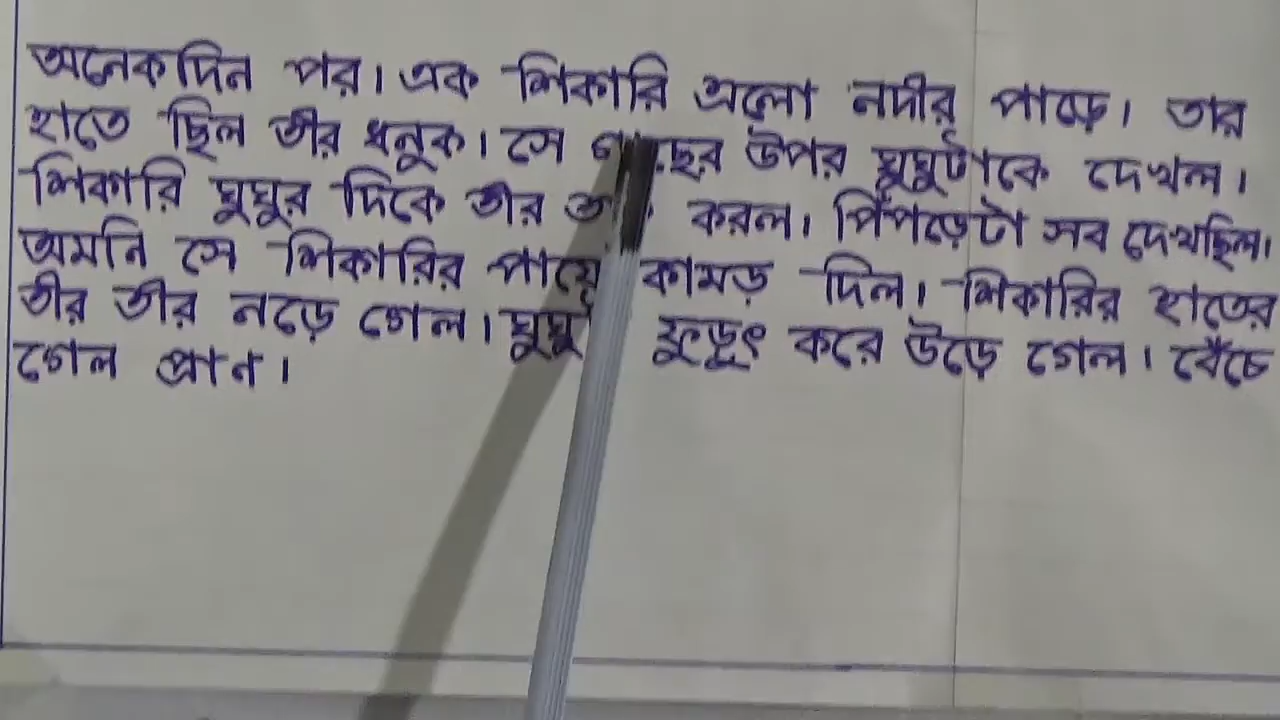 অনেকদিন পর। এক শিকারি এলো নদীর পাড়ে। তার
হাতে ছিল তীর ধনুক। সে গাছের উপর ঘুঘুটাকে দেখল।
শিকারি ঘুঘুর দিকে তীর করল। পিঁপড়েটা সব দেখছিল।
অমনি সে শিকারির পায়ে কামড় দিল। শিকারির হাতের
তীর তীর নড়ে গেল। ফুড়ুৎ করে উড়ে গেল। বেঁচে
গেল প্রান।